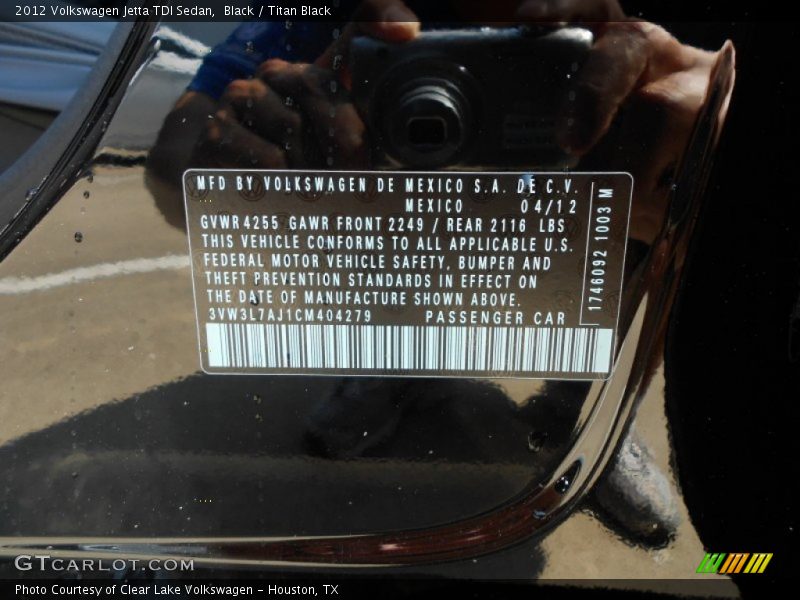 2012 Volkswagen Jetta TDI Sedan, Black / Titan Black
MFD BY VOLKSWAGEN DE MEXICO S.A. DE C.V.
MEXICO 04/12
GVWR 4255 GAWR FRONT 2249 / REAR 2116 LBS
THIS VEHICLE CONFORMS TO ALL APPLICABLE U.S.
FEDERAL MOTOR VEHICLE SAFETY, BUMPER AND
THEFT PREVENTION STANDARDS IN EFFECT ON
THE DATE OF MANUFACTURE SHOWN ABOVE.
3VW3L7AJ1CM404279 PASSENGER CAR
1746092 1003 M
GTCARLOT.COM
Photo Courtesy of Clear Lake Volkswagen - Houston, TX